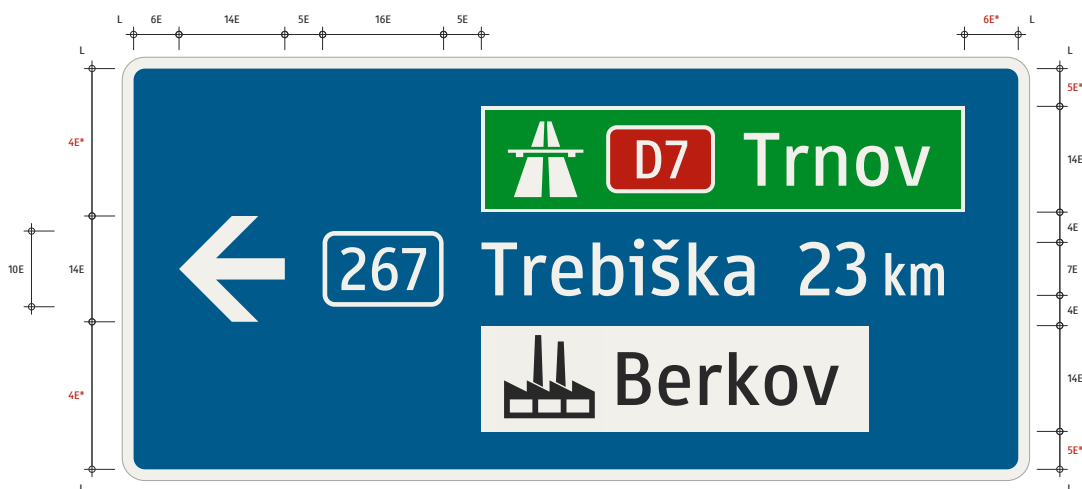 L 6E 14E 5E 16E 5E 6E* L
L L
5E*
D7 Trnov
4E* 14E
4E
10E 14E 267 Trebiška 23 km 7E
4E
Berkov 14E
4E*
5E*
L L